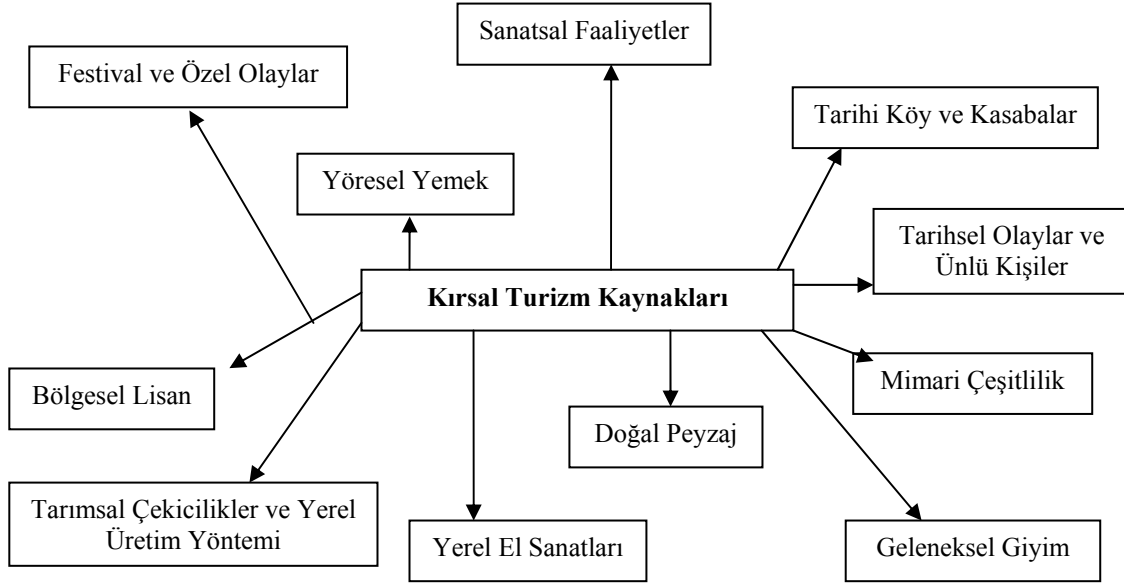 Sanatsal Faaliyetler
Festival ve Özel Olaylar
Tarihi Köy ve Kasabalar
Yöresel Yemek
Tarihsel Olaylar ve
Ünlü Kişiler
Kırsal Turizm Kaynakları
Bölgesel Lisan
Mimari Çeşitlilik
Doğal Peyzaj
Tarımsal Çekicilikler ve Yerel
Üretim Yöntemi
Yerel El Sanatları
Geleneksel Giyim